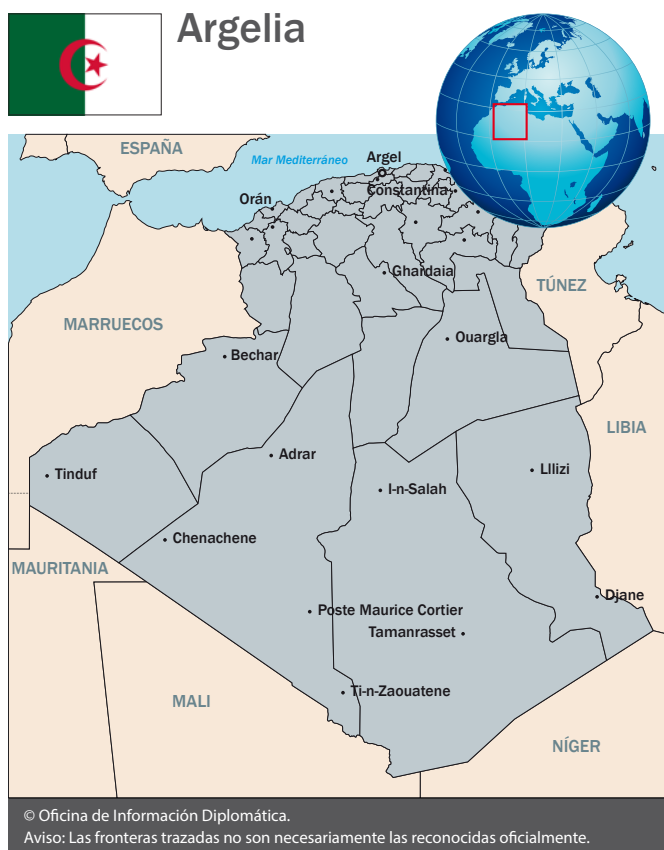 Argelia
ESPAÑA
Mar Mediterráneo
Argel
Constantina
Orán
Ghardaia
TÚNEZ
MARRUECOS
Ouargla
Bechar
LIBIA
Adrar
Lllizi
Tinduf
I-n-Salah
Chenachene
MAURITANIA
Djane
Poste Maurice Cortier
Tamanrasset
Ti-n-Zaouatene
MALI
NÍGER
© Oficina de Información Diplomática.
Aviso: Las fronteras trazadas no son necesariamente las reconocidas oficialmente.